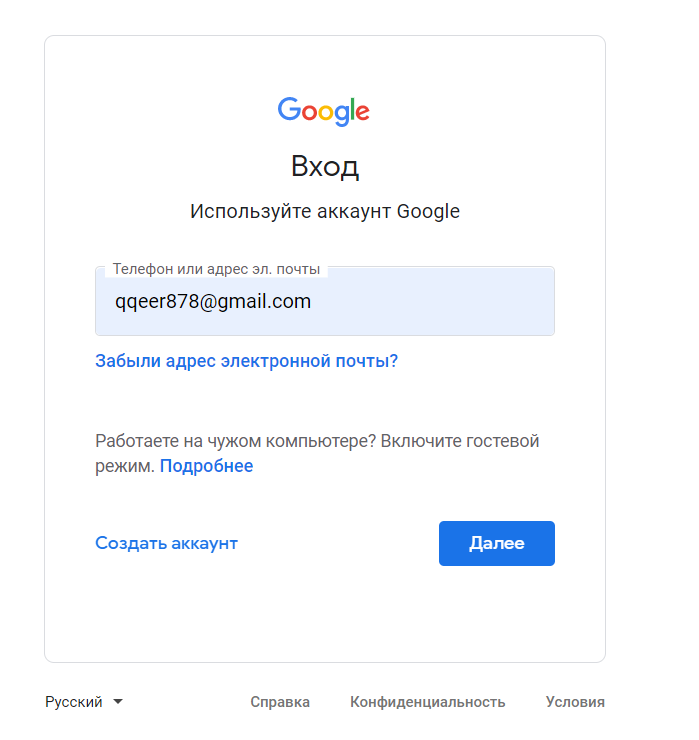 Google
Вход
Используйте аккаунт Google
Телефон или адрес эл. почты
qqeer878@gmail.com
Забыли адрес электронной почты?
Работаете на чужом компьютере? Включите гостевой
режим. Подробнее
Создать аккаунт Далее
Русский Справка Конфиденциальность Условия